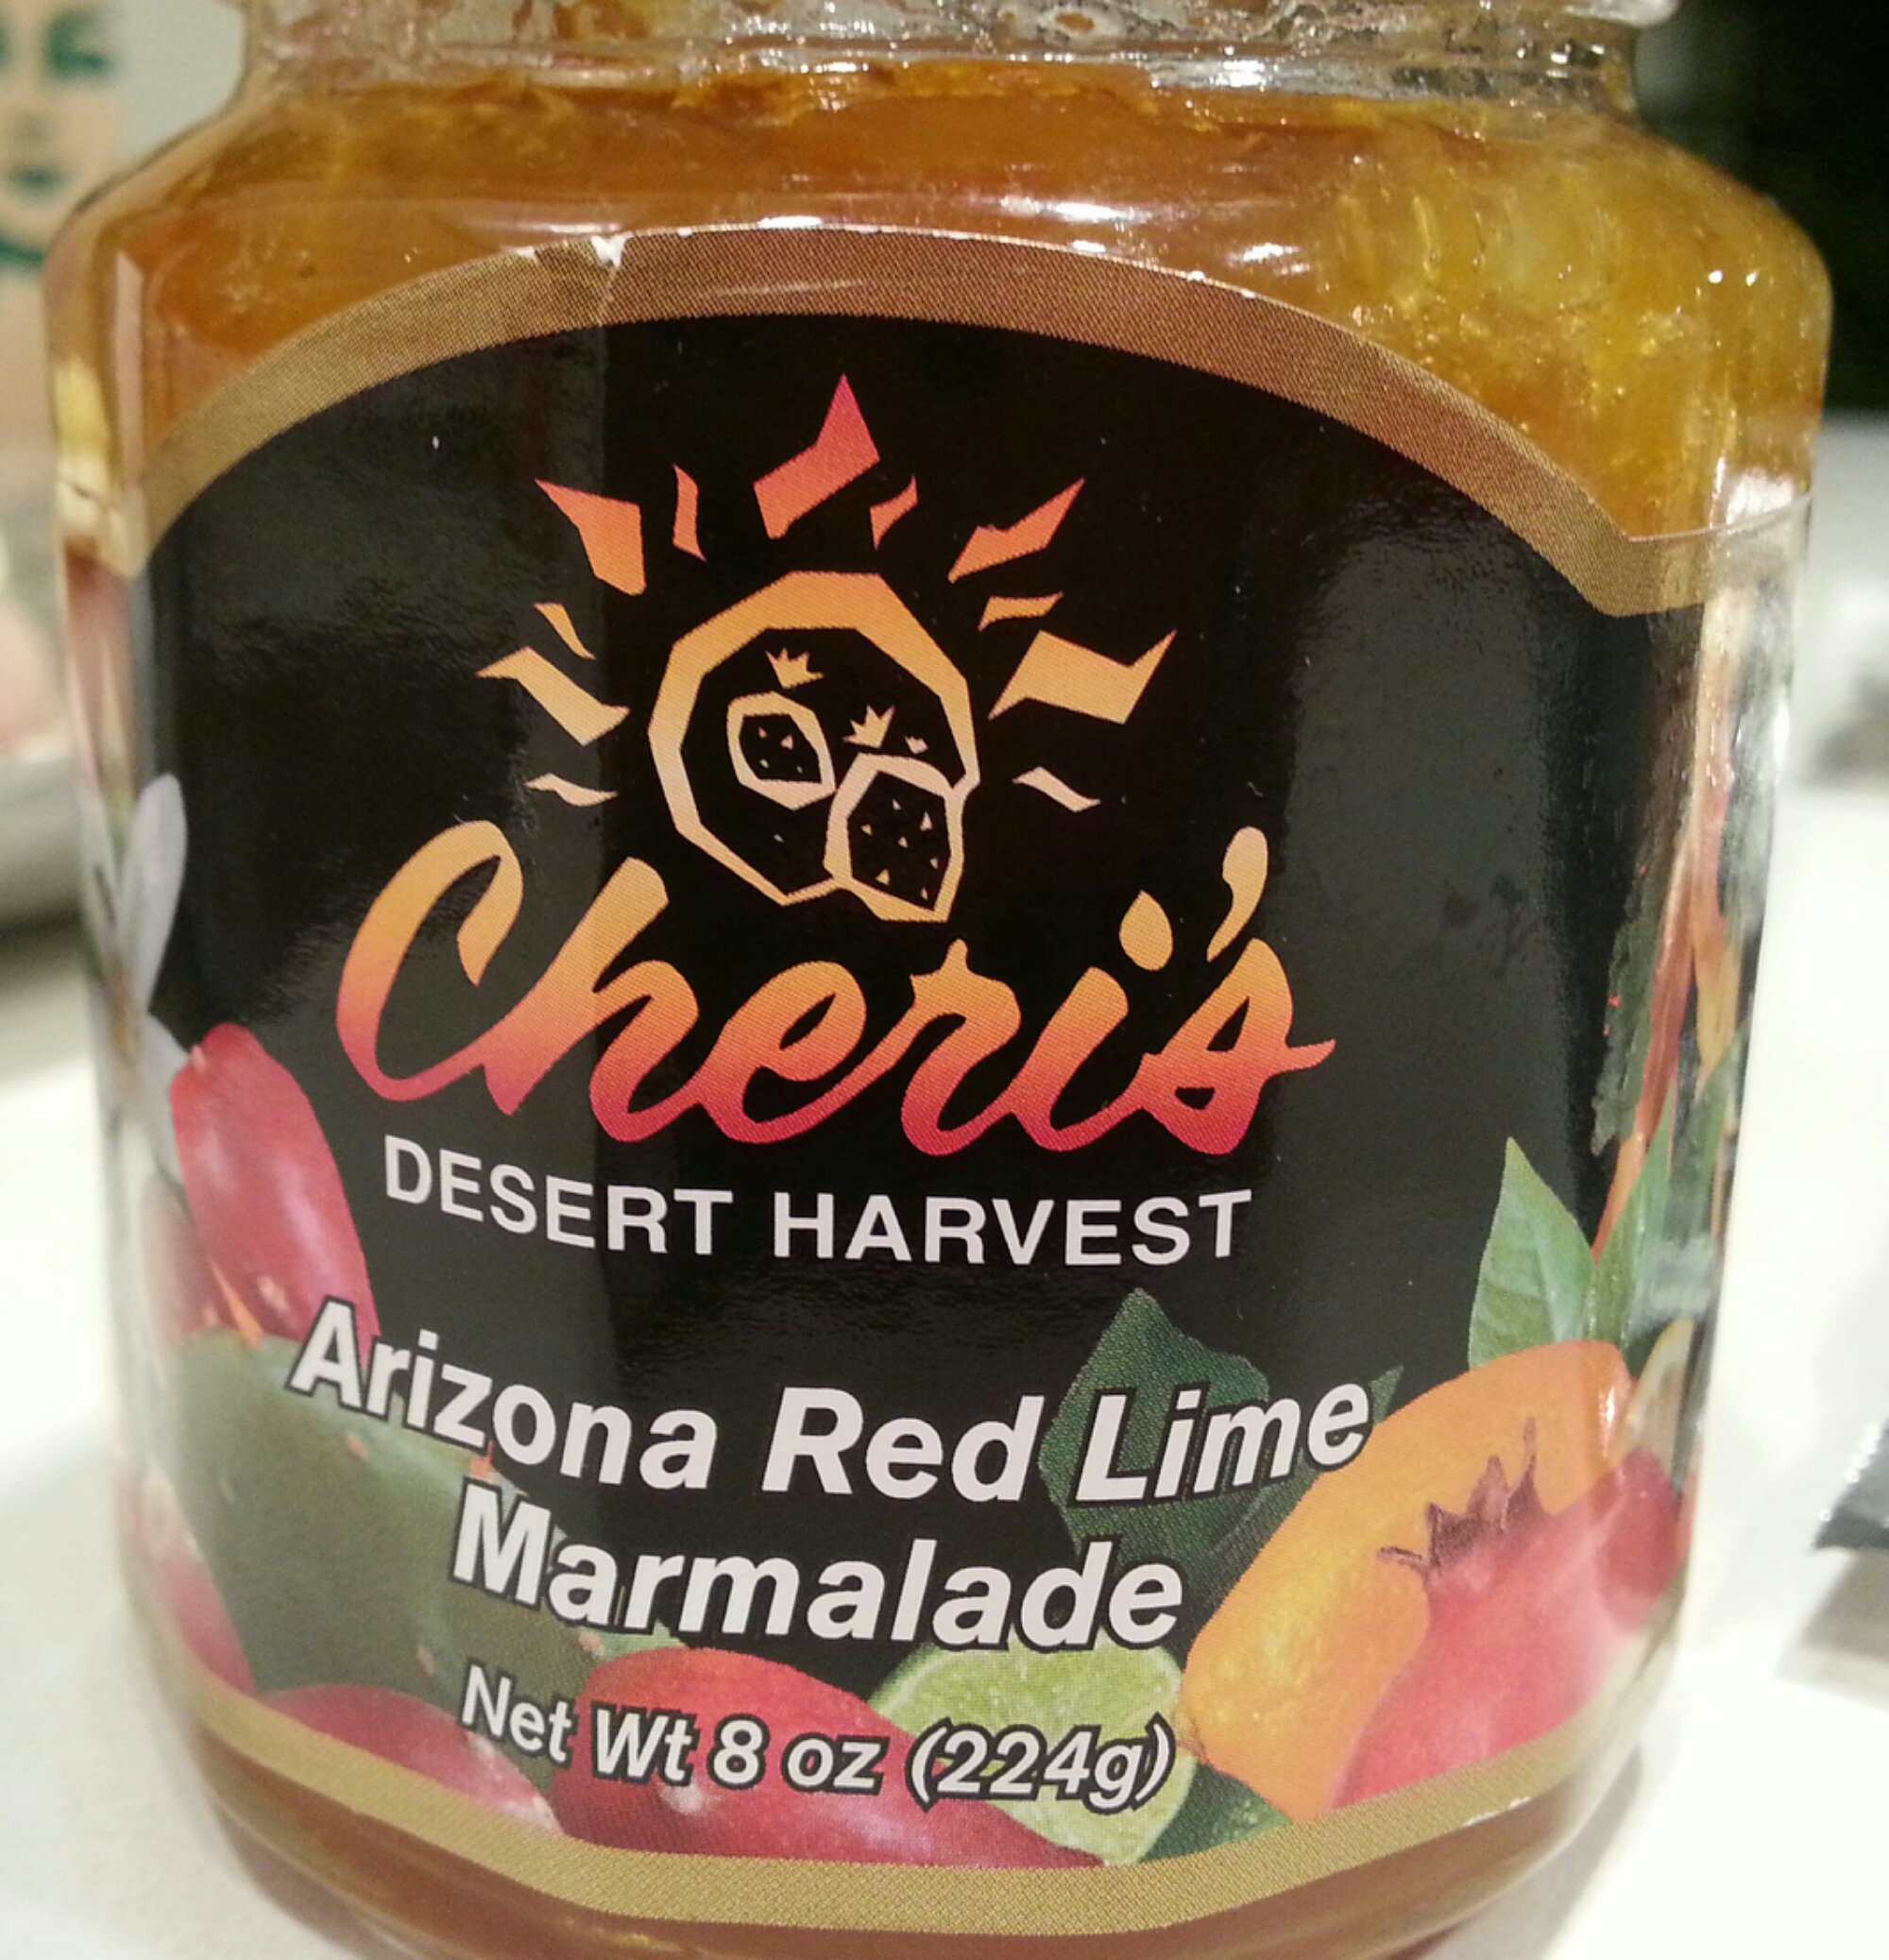 Cheri's
DESERT HARVEST
Arizona Red Lime
Marmalade
Net Wt 8 oz (224g)